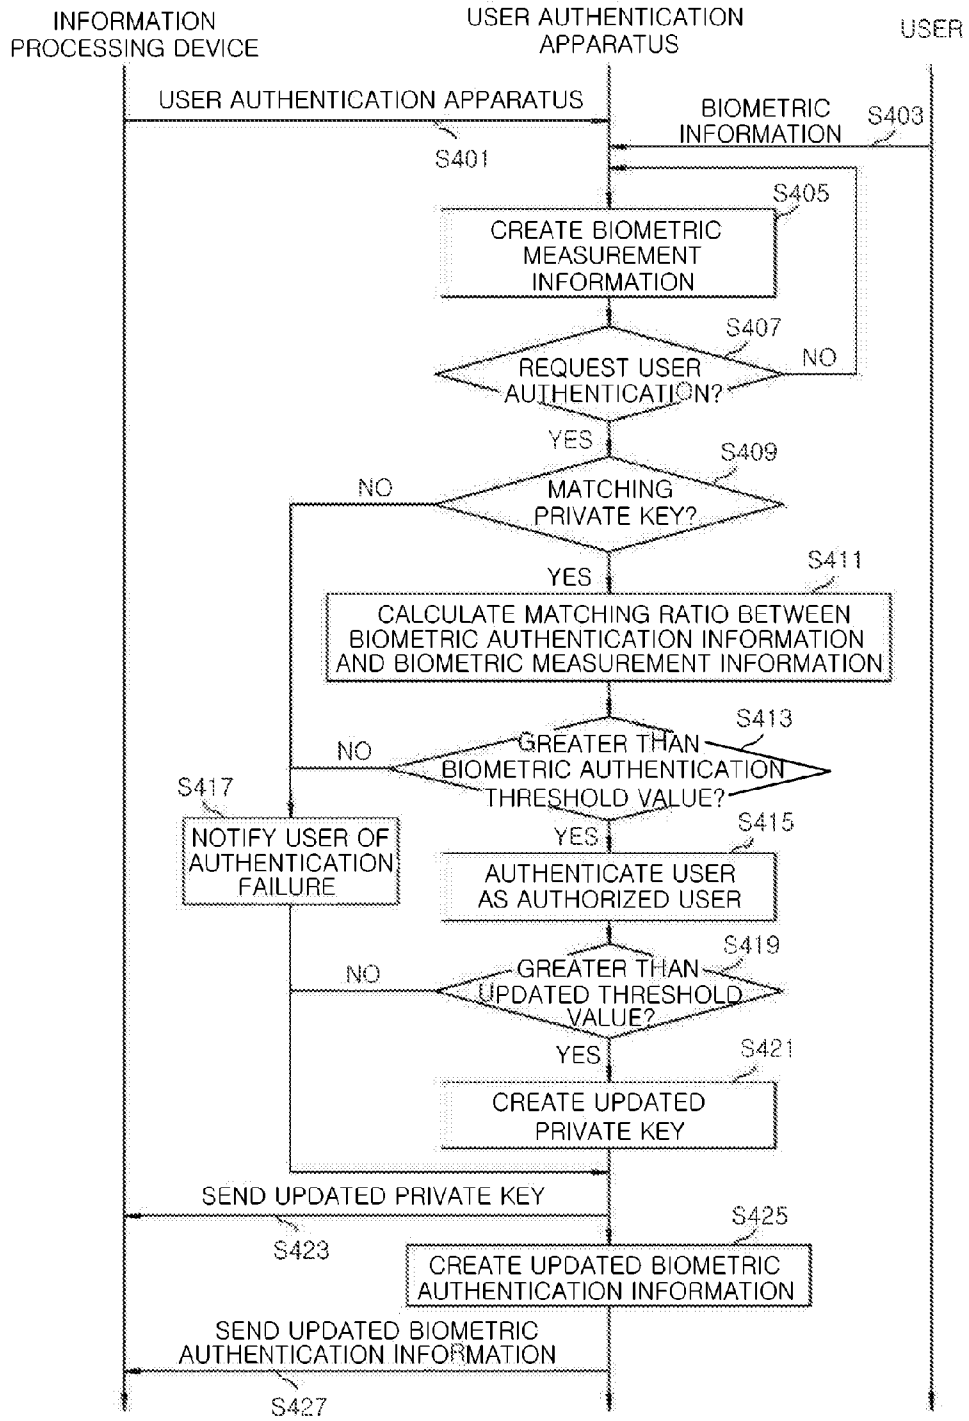 INFORMATION
PROCESSING DEVICE
USER AUTHENTICATION
APPARATUS
USER
USER AUTHENTICATION APPARATUS
S401
BIOMETRIC
INFORMATION
S403
S405
CREATE BIOMETRIC
MEASUREMENT
INFORMATION
S407
REQUEST USER
AUTHENTICATION?
NO
YES
S409
MATCHING
PRIVATE KEY?
NO
YES
S411
CALCULATE MATCHING RATIO BETWEEN
BIOMETRIC AUTHENTICATION INFORMATION
AND BIOMETRIC MEASUREMENT INFORMATION
S413
GREATER THAN
BIOMETRIC AUTHENTICATION
THRESHOLD VALUE?
NO
S417
NOTIFY USER OF
AUTHENTICATION
FAILURE
YES
S415
AUTHENTICATE USER
AS AUTHORIZED USER
S419
GREATER THAN
UPDATED THRESHOLD
VALUE?
NO
YES
S421
CREATE UPDATED
PRIVATE KEY
SEND UPDATED PRIVATE KEY
S423
S425
CREATE UPDATED BIOMETRIC
AUTHENTICATION INFORMATION
SEND UPDATED BIOMETRIC
AUTHENTICATION INFORMATION
S427